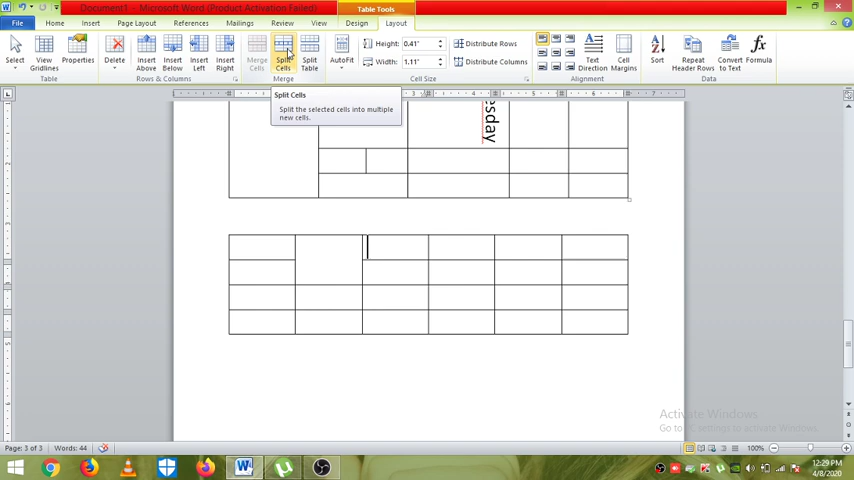 Document1 - Microsoft Word (Product Activation Failed)
Table Tools
File Home Insert Page Layout References Mailings Review View Design Layout
Select View Gridlines Properties Delete Insert Above Insert Below Insert Left Insert Right Merge Cells Split Cells Split Table AutoFit Height: 0.41" Width: 1.11" Distribute Rows Distribute Columns Text Direction Cell Margins Sort Repeat Header Rows Convert to Text Formula
Table Rows & Columns Merge Cell Size Alignment Data
Split Cells
Split the selected cells into multiple
new cells.
esday
Activate Windows
Go to PC settings to activate Windows.
Page: 3 of 3 Words: 44 100%
12:29 PM
4/8/2020